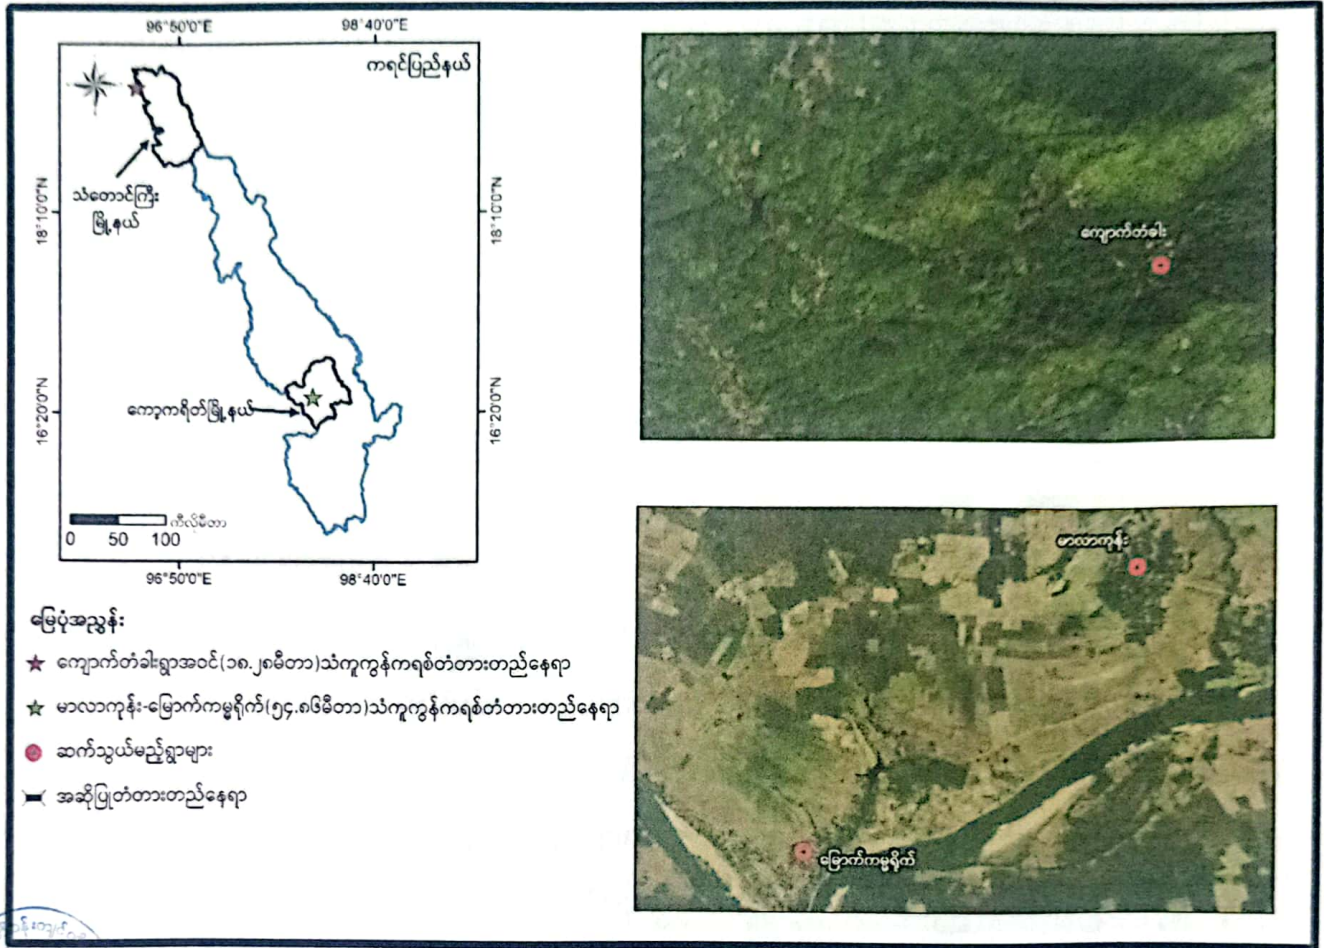 96°50'0"E
98°40'0"E
ကရင်ပြည်နယ်
18°10'0"N
18°10'0"N
သံတောင်ကြီး
မြို့နယ်
16°20'0"N
16°20'0"N
ကော့ကရိတ်မြို့နယ်
ကီလိုမီတာ
0 50 100
96°50'0"E
98°40'0"E
ကျောက်တံခါး
မာလာကုန်း
မြောက်ကမ္မရိုက်
မြေပုံအညွှန်း
ကျောက်တံခါးရွာအဝင်(၁၈.၂၈မီတာ)သံကူကွန်ကရစ်တံတားတည်နေရာ
မာလာကုန်း-မြောက်ကမ္မရိုက်(၅၄.၈၆မီတာ)သံကူကွန်ကရစ်တံတားတည်နေရာ
ဆက်သွယ်မည့်ရွာများ
အဆိုပြုတံတားတည်နေရာ